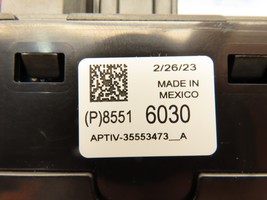 2/26/23
MADE IN
MEXICO
(P)8551 6030
APTIV-35553473__A